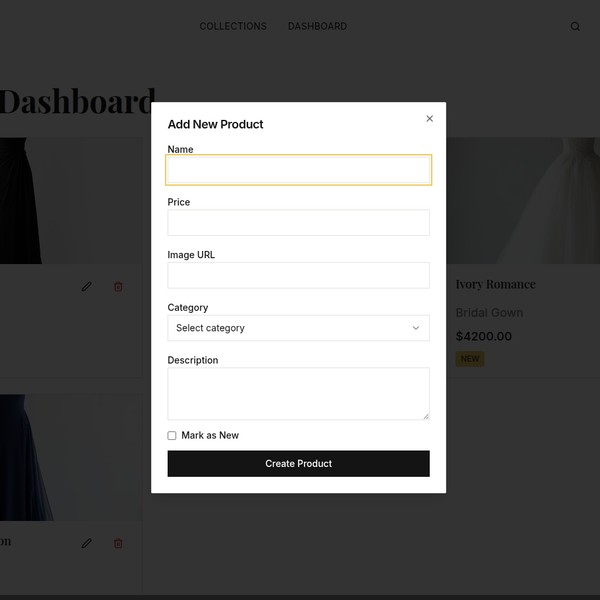 COLLECTIONS DASHBOARD
Dashboard
Add New Product
Name
Price
Image URL
Category
Select category
Description
Mark as New
Create Product
Ivory Romance
Bridal Gown
$4200.00
NEW
on